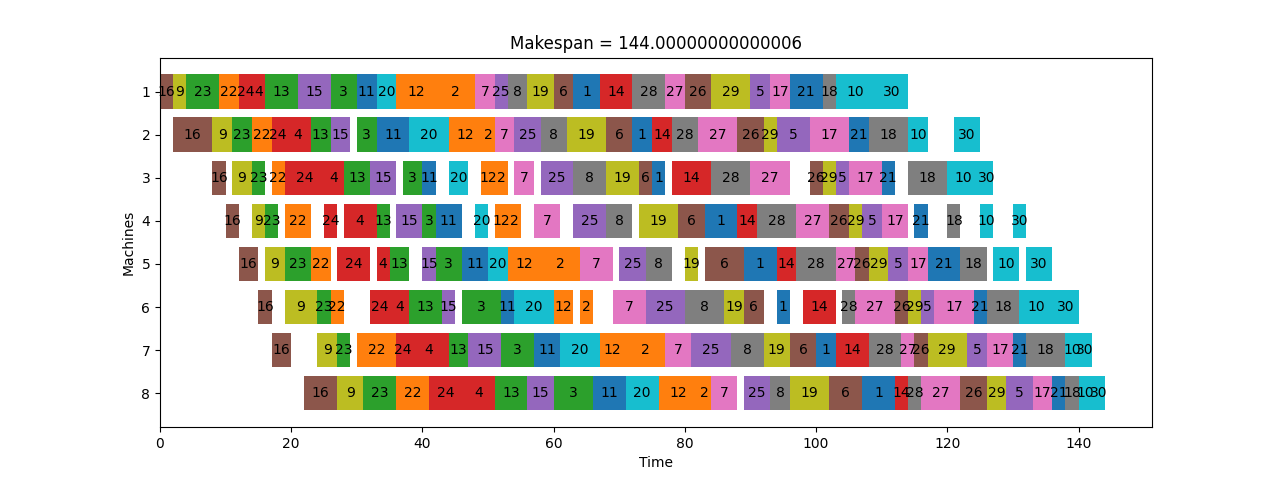 Makespan = 144.00000000000006
1 16 9 23 22 24 4 13 15 3 11 20 12 2 7 25 8 19 6 1 14 28 27 26 29 5 17 21 18 10 30
2 16 9 23 22 24 4 13 15 3 11 20 12 2 7 25 8 19 6 1 14 28 27 26 29 5 17 21 18 10 30
3 16 9 23 22 24 4 13 15 3 11 20 12 2 7 25 8 19 6 1 14 28 27 26 29 5 17 21 18 10 30
4 16 9 23 22 24 4 13 15 3 11 20 12 2 7 25 8 19 6 1 14 28 27 26 29 5 17 21 18 10 30
5 16 9 23 22 24 4 13 15 3 11 20 12 2 7 25 8 19 6 1 14 28 27 26 29 5 17 21 18 10 30
6 16 9 23 22 24 4 13 15 3 11 20 12 2 7 25 8 19 6 1 14 28 27 26 29 5 17 21 18 10 30
7 16 9 23 22 24 4 13 15 3 11 20 12 2 7 25 8 19 6 1 14 28 27 26 29 5 17 21 18 10 30
8 16 9 23 22 24 4 13 15 3 11 20 12 2 7 25 8 19 6 1 14 28 27 26 29 5 17 21 18 10 30
Machines
0 20 40 60 80 100 120 140
Time